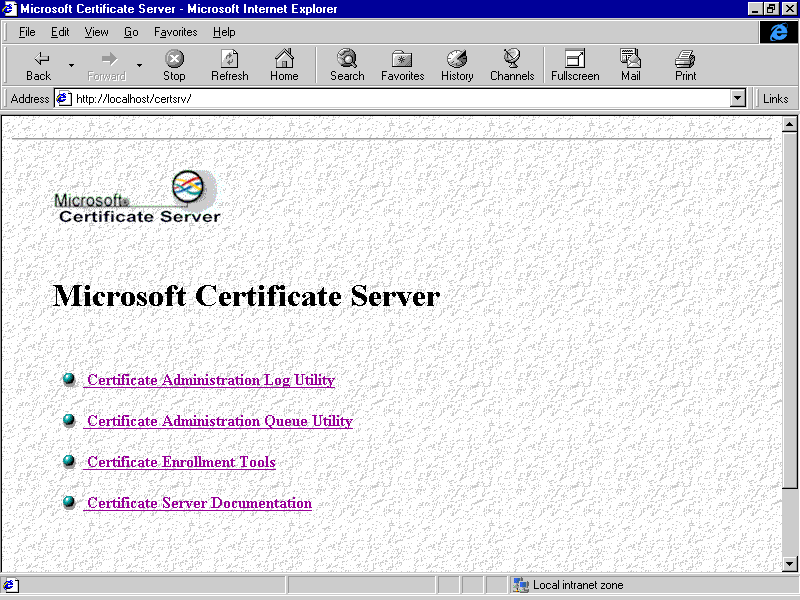 Microsoft Certificate Server - Microsoft Internet Explorer
File Edit View Go Favorites Help
Back Forward Stop Refresh Home Search Favorites History Channels Fullscreen Mail Print
Address http://localhost/certsrv/ Links
Microsoft®
Certificate Server
Microsoft Certificate Server
Certificate Administration Log Utility
Certificate Administration Queue Utility
Certificate Enrollment Tools
Certificate Server Documentation
Local intranet zone